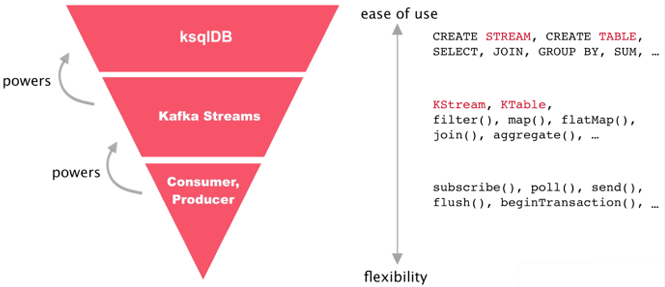 ease of use
ksqlDB
CREATE STREAM, CREATE TABLE,
SELECT, JOIN, GROUP BY, SUM, …
powers
Kafka Streams
KStream, KTable,
filter(), map(), flatMap(),
join(), aggregate(), …
powers
Consumer,
Producer
subscribe(), poll(), send(),
flush(), beginTransaction(), …
flexibility